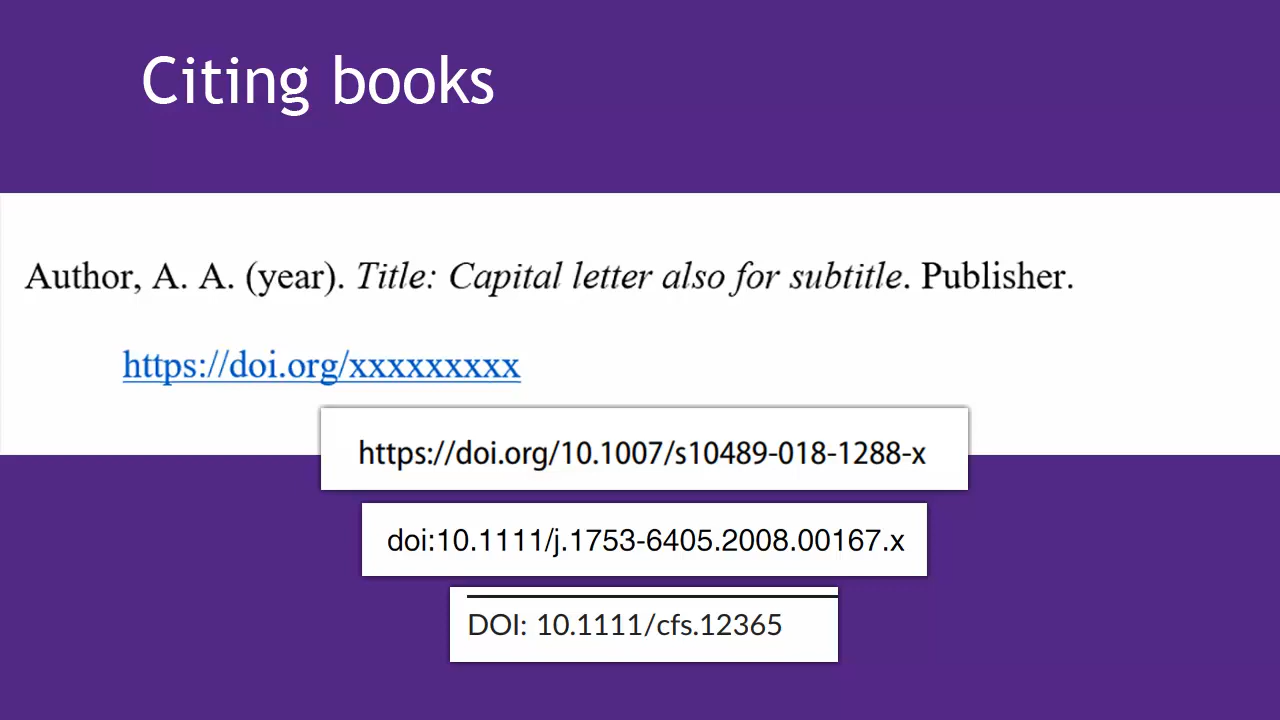 Citing books
Author, A. A. (year). Title: Capital letter also for subtitle. Publisher.
https://doi.org/xxxxxxxxx
https://doi.org/10.1007/s10489-018-1288-x
doi:10.1111/j.1753-6405.2008.00167.x
DOI: 10.1111/cfs.12365